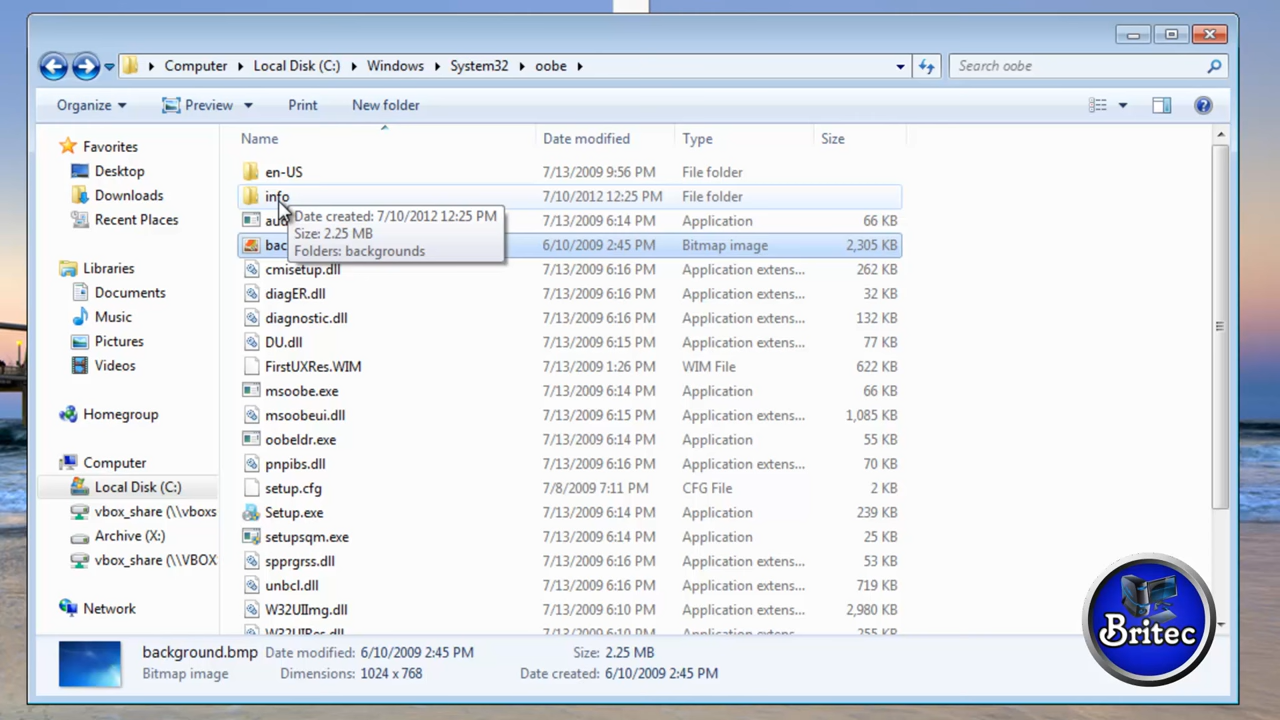 Computer Local Disk (C:) Windows System32 oobe Search oobe
Organize Preview Print New folder
Name Date modified Type Size
Favorites
Desktop
Downloads
Recent Places
Libraries
Documents
Music
Pictures
Videos
Homegroup
Computer
Local Disk (C:)
vbox_share (\\vboxs
Archive (X:)
vbox_share (\\VBOX
Network
en-US 7/13/2009 9:56 PM File folder
info 7/10/2012 12:25 PM File folder
Date created: 7/10/2012 12:25 PM
Size: 2.25 MB
Folders: backgrounds
7/13/2009 6:14 PM Application 66 KB
6/10/2009 2:45 PM Bitmap image 2,305 KB
cmisetup.dll 7/13/2009 6:16 PM Application extens... 262 KB
diagER.dll 7/13/2009 6:16 PM Application extens... 32 KB
diagnostic.dll 7/13/2009 6:16 PM Application extens... 132 KB
DU.dll 7/13/2009 6:15 PM Application extens... 77 KB
FirstUXRes.WIM 7/13/2009 1:26 PM WIM File 622 KB
msoobe.exe 7/13/2009 6:14 PM Application 66 KB
msoobeui.dll 7/13/2009 6:15 PM Application extens... 1,085 KB
oobeldr.exe 7/13/2009 6:14 PM Application 55 KB
pnpibs.dll 7/13/2009 6:16 PM Application extens... 70 KB
setup.cfg 7/8/2009 7:11 PM CFG File 2 KB
Setup.exe 7/13/2009 6:14 PM Application 239 KB
setupsqm.exe 7/13/2009 6:14 PM Application 25 KB
spprgrss.dll 7/13/2009 6:16 PM Application extens... 53 KB
unbcl.dll 7/13/2009 6:16 PM Application extens... 719 KB
W32UIImg.dll 7/13/2009 6:10 PM Application extens... 2,980 KB
W32UIRes.dll 7/13/2009 6:10 PM Application extens... 255 KB
background.bmp Date modified: 6/10/2009 2:45 PM Size: 2.25 MB
Bitmap image Dimensions: 1024 x 768 Date created: 6/10/2009 2:45 PM
Britec